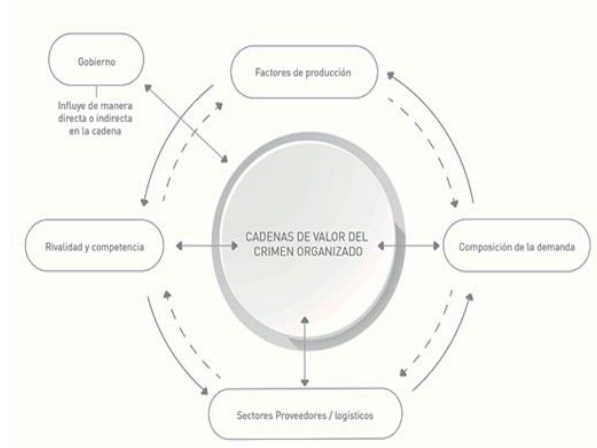 Gobierno
Influye de manera
directa o indirecta
en la cadena
Factores de producción
Rivalidad y competencia
CADENAS DE VALOR DEL
CRIMEN ORGANIZADO
Composición de la demanda
Sectores Proveedores / logísticos